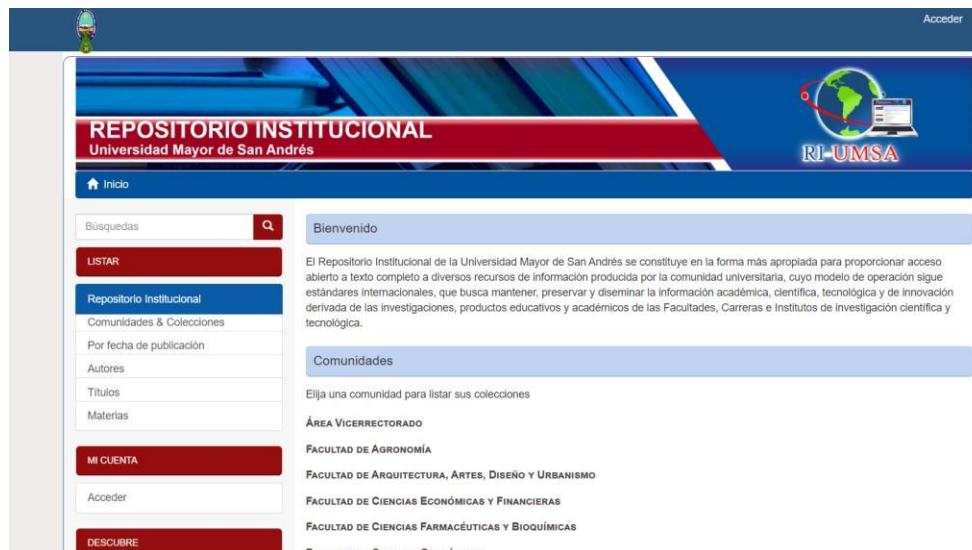 Acceder
REPOSITORIO INSTITUCIONAL
Universidad Mayor de San Andrés
RI-UMSA
Inicio
Búsquedas
LISTAR
Repositorio Institucional
Comunidades & Colecciones
Por fecha de publicación
Autores
Títulos
Materias
MI CUENTA
Acceder
DESCUBRE
Bienvenido
El Repositorio Institucional de la Universidad Mayor de San Andrés se constituye en la forma más apropiada para proporcionar acceso
abierto a texto completo a diversos recursos de información producida por la comunidad universitaria, cuyo modelo de operación sigue
estándares internacionales, que busca mantener, preservar y diseminar la información académica, científica, tecnológica y de innovación
derivada de las investigaciones, productos educativos y académicos de las Facultades, Carreras e Institutos de investigación científica y
tecnológica.
Comunidades
Elija una comunidad para listar sus colecciones
ÁREA VICERRECTORADO
FACULTAD DE AGRONOMÍA
FACULTAD DE ARQUITECTURA, ARTES, DISEÑO Y URBANISMO
FACULTAD DE CIENCIAS ECONÓMICAS Y FINANCIERAS
FACULTAD DE CIENCIAS FARMACÉUTICAS Y BIOQUÍMICAS